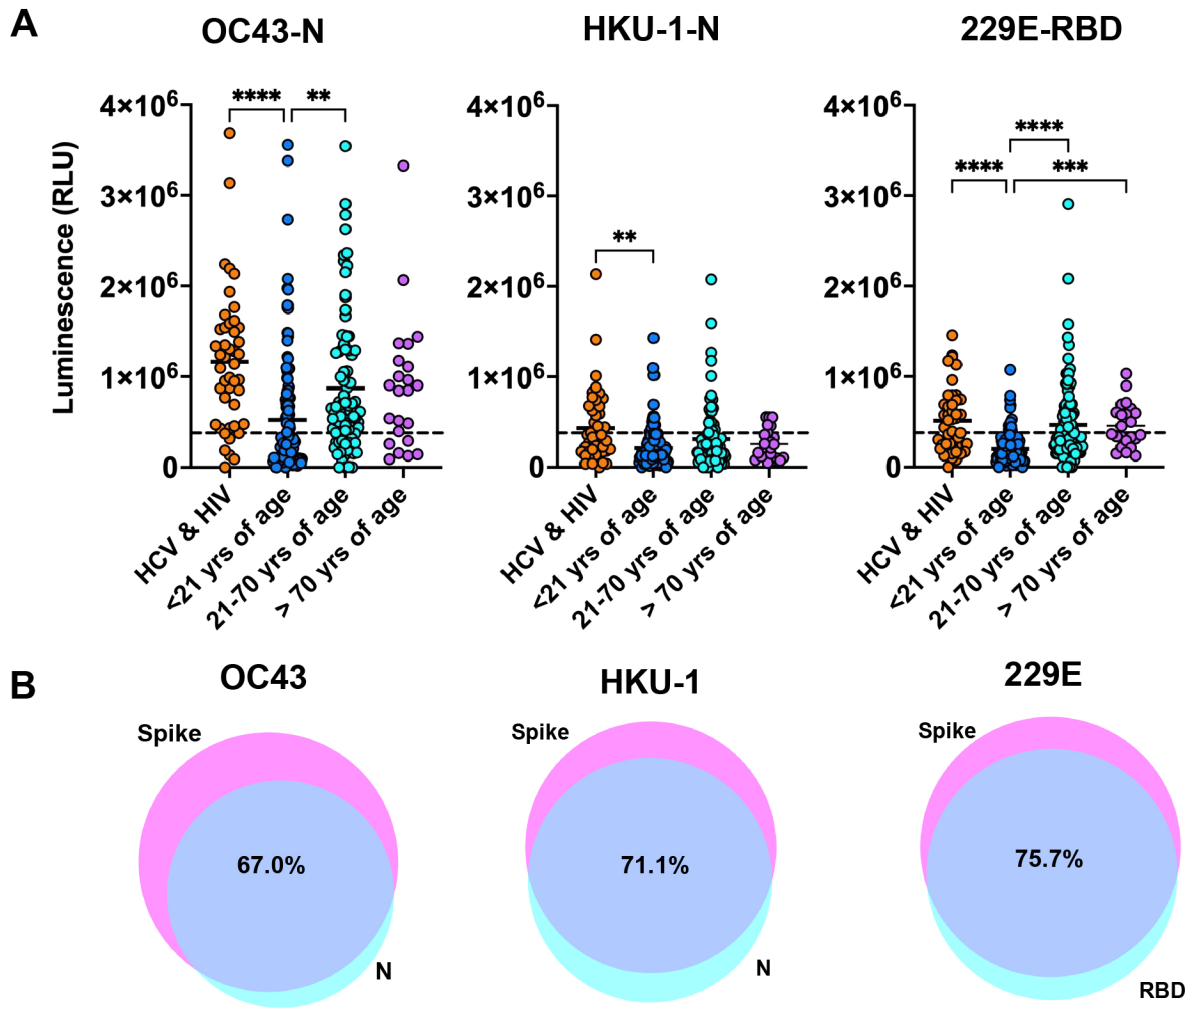 A
OC43-N
HKU-1-N
229E-RBD
Luminescence (RLU)
4×10⁶
3×10⁶
2×10⁶
1×10⁶
0
**** **
HCV & HIV
<21 yrs of age
21-70 yrs of age
> 70 yrs of age
4×10⁶
3×10⁶
2×10⁶
1×10⁶
0
**
HCV & HIV
<21 yrs of age
21-70 yrs of age
> 70 yrs of age
4×10⁶
3×10⁶
2×10⁶
1×10⁶
0
****
**** ***
HCV & HIV
<21 yrs of age
21-70 yrs of age
> 70 yrs of age
B
OC43
Spike
67.0%
N
HKU-1
Spike
71.1%
N
229E
Spike
75.7%
RBD